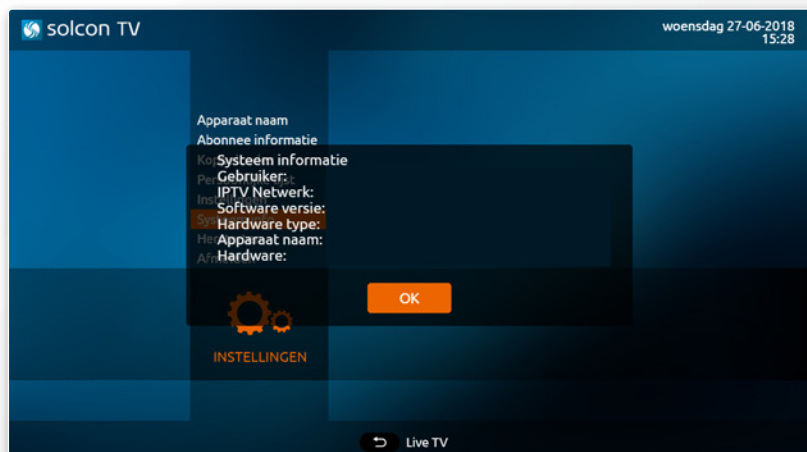 solcon TV
woensdag 27-06-2018
15:28
Apparaat naam
Abonnee informatie
Systeem informatie
Gebruiker:
IPTV Netwerk:
Software versie:
Hardware type:
Apparaat naam:
Hardware:
OK
INSTELLINGEN
Live TV